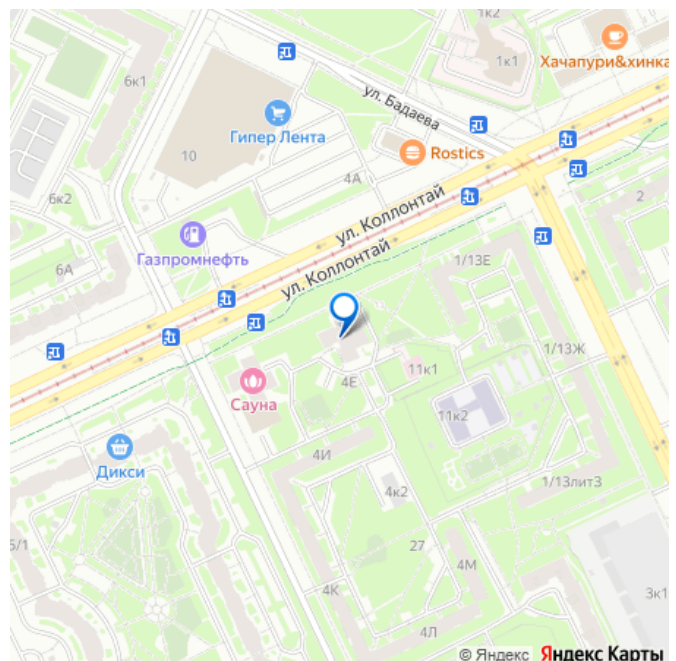 1к2
Хачапури&хинка
1к1
6к1
ул. Бадаева
Гипер Лента
Rostics
10
4А
6к2
2
ул. Коллонтай
Газпромнефть
1/13Е
6А
ул. Коллонтай
1/13Ж
11к1
4Е
Сауна
11к2
4И
Дикси
1/13литЗ
4к2
5/1
27
4М
4К
3к1
4Л
© Яндекс Яндекс Карты